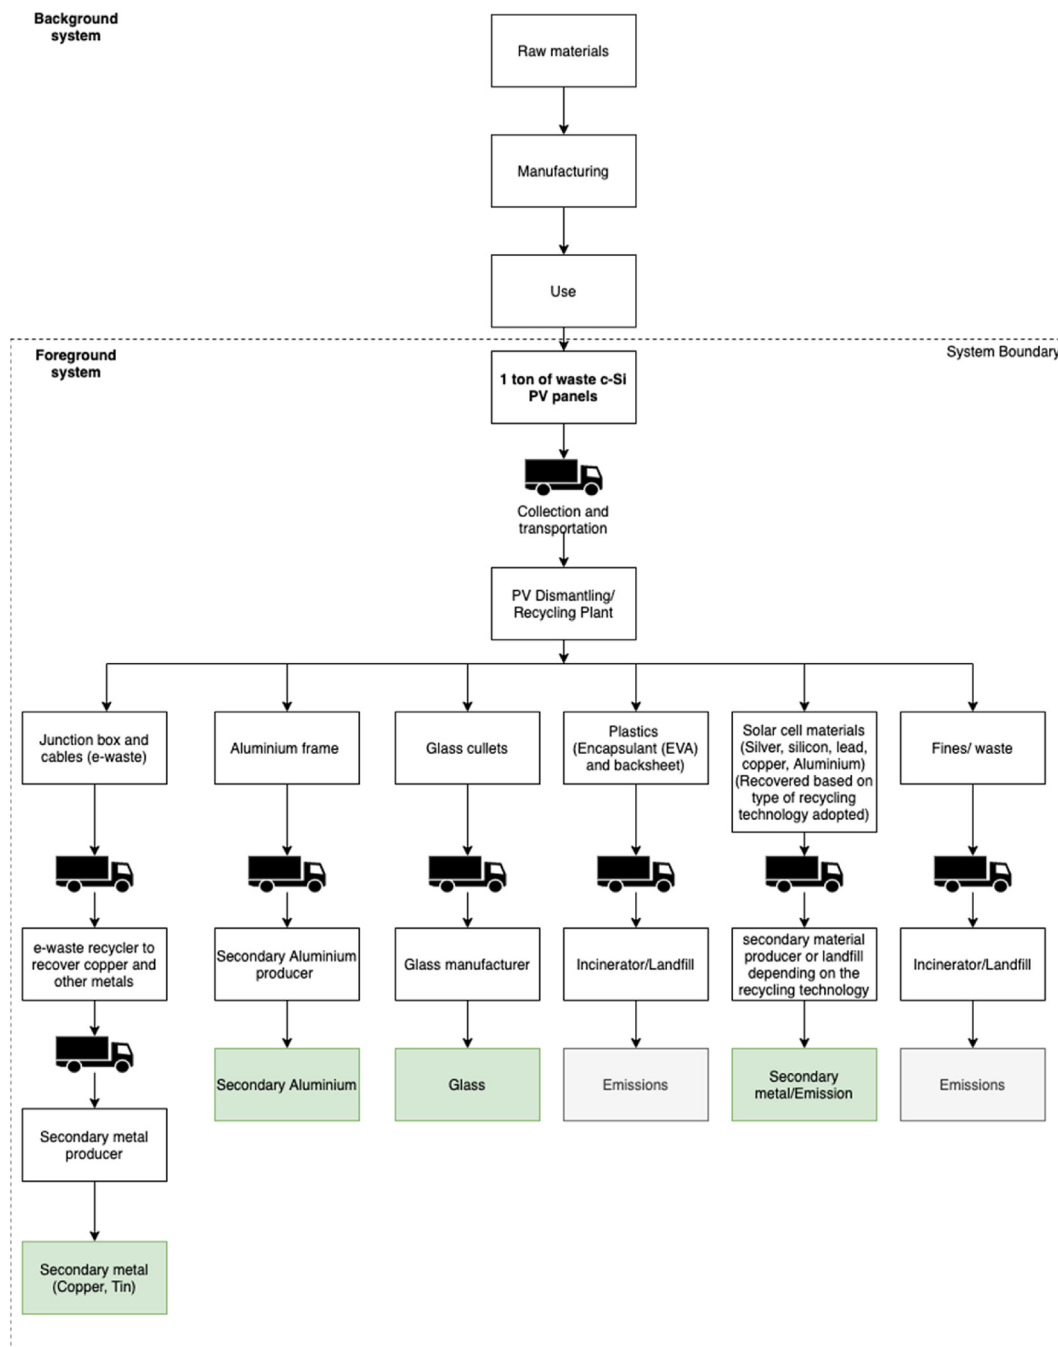 Background
system
Raw materials
Manufacturing
Use
Foreground
system
System Boundary
1 ton of waste c-Si
PV panels
Collection and
transportation
PV Dismantling/
Recycling Plant
Junction box and
cables (e-waste)
Aluminium frame
Glass cullets
Plastics
(Encapsulant (EVA)
and backsheet)
Solar cell materials
(Silver, silicon, lead,
copper, Aluminium)
(Recovered based on
type of recycling
technology adopted)
Fines/ waste
e-waste recycler to
recover copper and
other metals
Secondary Aluminium
producer
Glass manufacturer
Incinerator/Landfill
secondary material
producer or landfill
depending on the
recycling technology
Incinerator/Landfill
Secondary Aluminium
Glass
Emissions
Secondary
metal/Emission
Emissions
Secondary metal
producer
Secondary metal
(Copper, Tin)